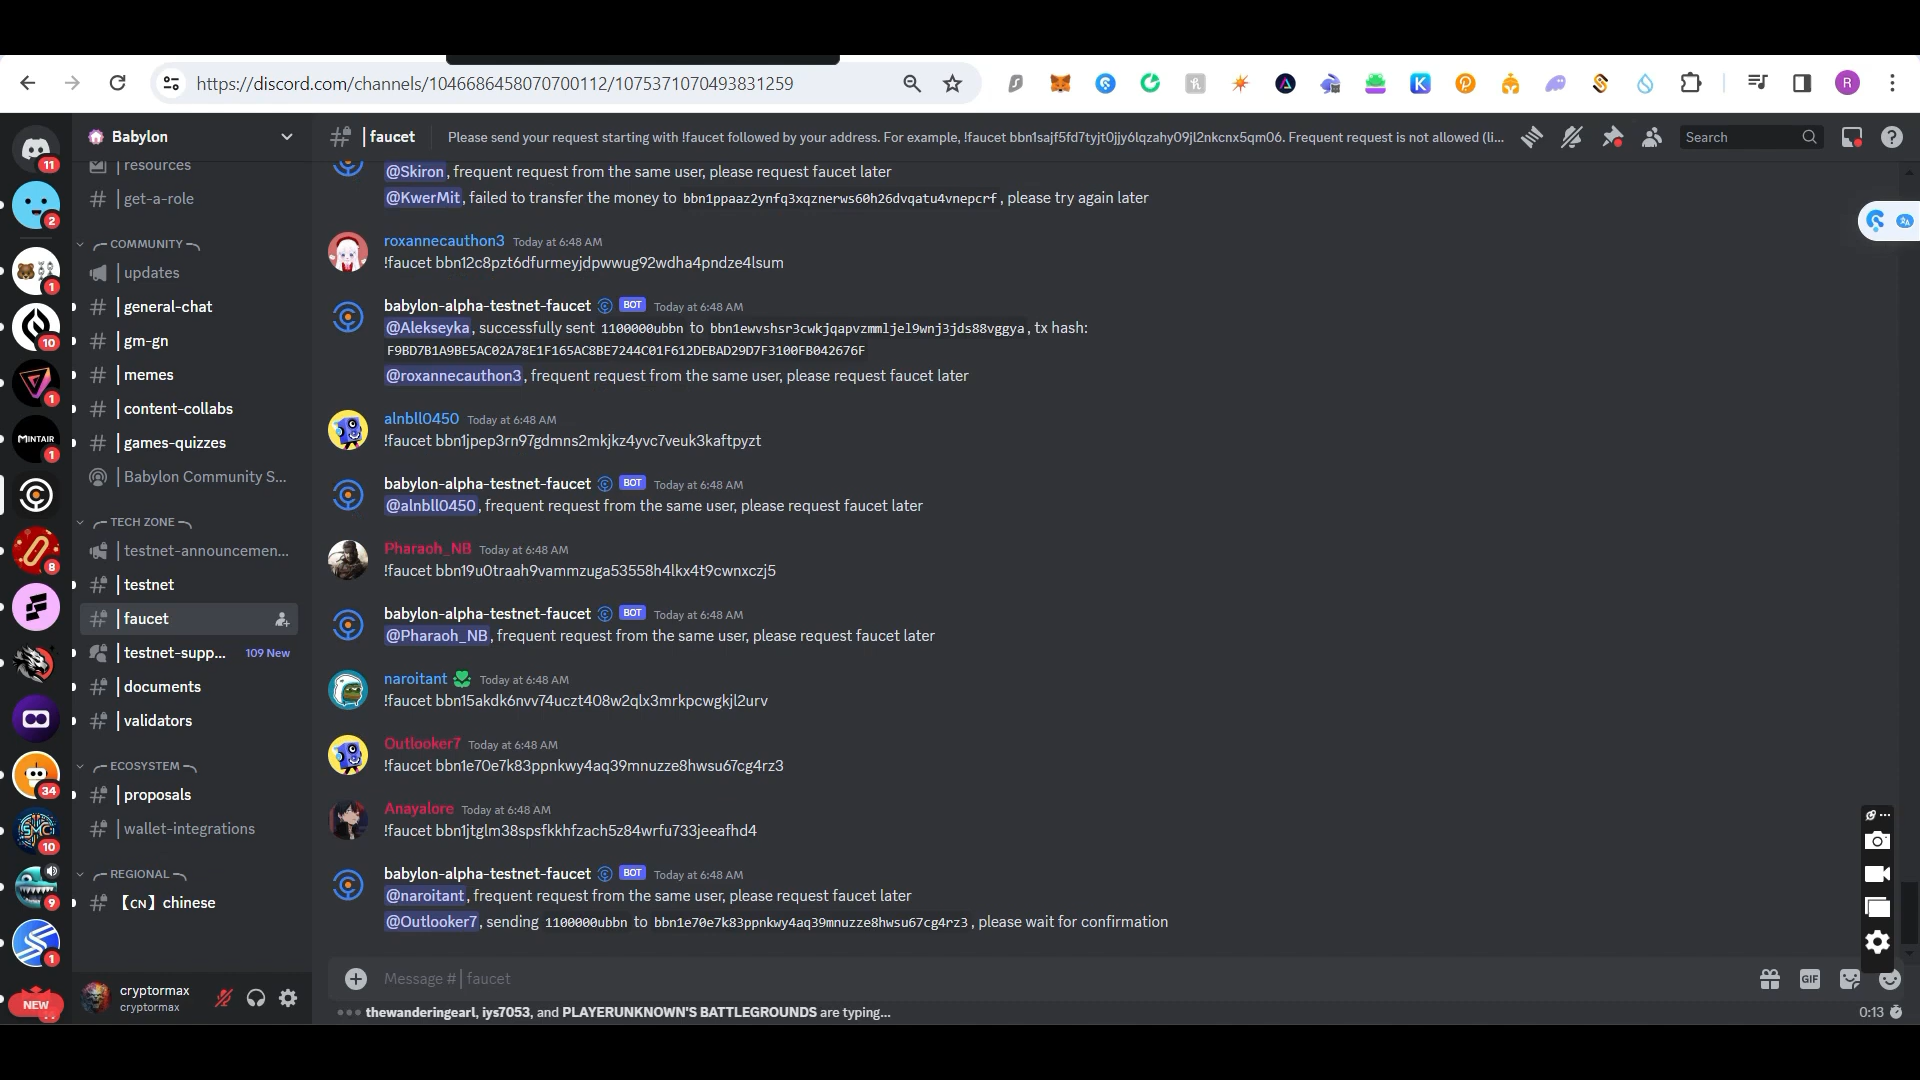 https://discord.com/channels/1046686458070700112/1075371070493831259
R
11
2
1
10
1
MINTAIR
1
8
34
10
9
1
NEW
Babylon
resources
get-a-role
COMMUNITY
updates
general-chat
gm-gn
memes
content-collabs
games-quizzes
Babylon Community S...
TECH ZONE
testnet-announcemen...
testnet
faucet
testnet-supp... 109 New
documents
validators
ECOSYSTEM
proposals
wallet-integrations
REGIONAL
【CN】chinese
cryptormax
cryptormax
faucet Please send your request starting with !faucet followed by your address. For example, !faucet bbn1sajf5fd7tyjt0jjy6lqzahy09jl2nkcnx5qm06. Frequent request is not allowed (li... Search
@Skiron, frequent request from the same user, please request faucet later
@KwerMit, failed to transfer the money to bbn1ppaaz2ynfq3xqznerws60h26dvqatu4vnepcrf, please try again later
roxannecauthon3 Today at 6:48 AM
!faucet bbn12c8pzt6dfurmeyjdpwwug92wdha4pndze4lsum
babylon-alpha-testnet-faucet BOT Today at 6:48 AM
@Alekseyka, successfully sent 1100000ubbn to bbn1ewvshsr3cwkjqapvzmmljel9wnj3jds88vggya, tx hash:
F9BD7B1A9BE5AC02A78E1F165AC8BE7244C01F612DEBAD29D7F3100FB042676F
@roxannecauthon3, frequent request from the same user, please request faucet later
alnbll0450 Today at 6:48 AM
!faucet bbn1jpep3rn97gdmns2mkjkz4yvc7veuk3kaftpyzt
babylon-alpha-testnet-faucet BOT Today at 6:48 AM
@alnbll0450, frequent request from the same user, please request faucet later
Pharaoh_NB Today at 6:48 AM
!faucet bbn19u0traah9vammzuga53558h4lkx4t9cwnxczj5
babylon-alpha-testnet-faucet BOT Today at 6:48 AM
@Pharaoh_NB, frequent request from the same user, please request faucet later
naroitant Today at 6:48 AM
!faucet bbn15akdk6nvv74uczt408w2qlx3mrkpcwgkjl2urv
Outlooker7 Today at 6:48 AM
!faucet bbn1e70e7k83ppnkwy4aq39mnuzze8hwsu67cg4rz3
Anayalore Today at 6:48 AM
!faucet bbn1jtglm38spsfkkhfzach5z84wrfu733jeeafhd4
babylon-alpha-testnet-faucet BOT Today at 6:48 AM
@naroitant, frequent request from the same user, please request faucet later
@Outlooker7, sending 1100000ubbn to bbn1e70e7k83ppnkwy4aq39mnuzze8hwsu67cg4rz3, please wait for confirmation
Message #|faucet
GIF
thewanderingearl, iys7053, and PLAYERUNKNOWN'S BATTLEGROUNDS are typing...
0:13